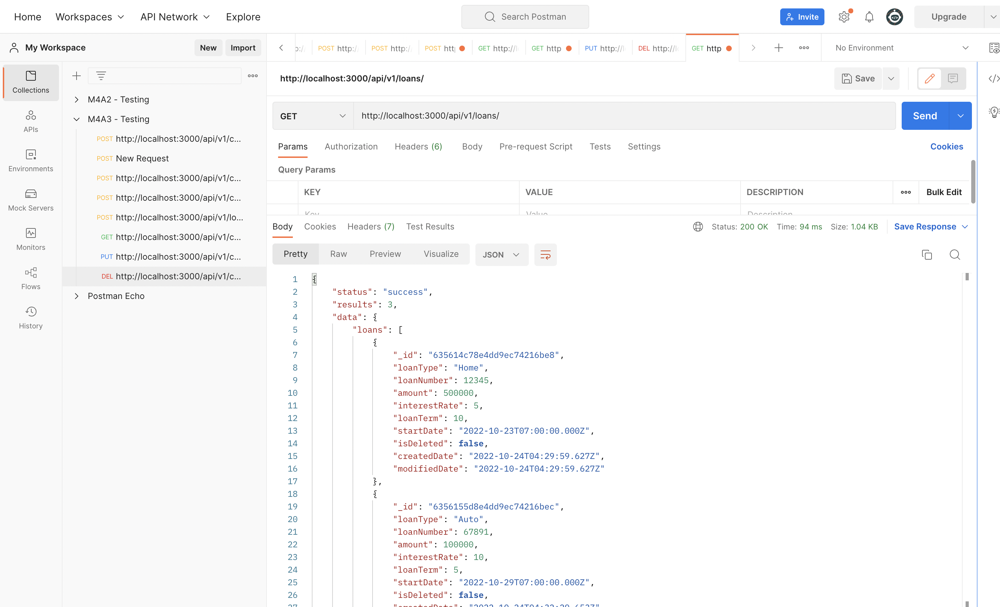 Home Workspaces API Network Explore Search Postman Invite Upgrade
My Workspace New Import
POST http:/ POST http:/ POST htt GET http://l GET http PUT http://l DEL http://l GET http No Environment
Collections
APIs
Environments
Mock Servers
Monitors
Flows
History
M4A2 - Testing
M4A3 - Testing
POST http://localhost:3000/api/v1/c...
POST New Request
POST http://localhost:3000/api/v1/c...
POST http://localhost:3000/api/v1/c...
POST http://localhost:3000/api/v1/lo...
GET http://localhost:3000/api/v1/c...
PUT http://localhost:3000/api/v1/c...
DEL http://localhost:3000/api/v1/c...
Postman Echo
http://localhost:3000/api/v1/loans/ Save
GET http://localhost:3000/api/v1/loans/ Send
Params Authorization Headers (6) Body Pre-request Script Tests Settings Cookies
Query Params
KEY VALUE DESCRIPTION Bulk Edit
Key Value Description
Body Cookies Headers (7) Test Results Status: 200 OK Time: 94 ms Size: 1.04 KB Save Response
Pretty Raw Preview Visualize JSON
1 {
2 "status": "success",
3 "results": 3,
4 "data": {
5 "loans": [
6 {
7 "_id": "635614c78e4dd9ec74216be8",
8 "loanType": "Home",
9 "loanNumber": 12345,
10 "amount": 500000,
11 "interestRate": 5,
12 "loanTerm": 10,
13 "startDate": "2022-10-23T07:00:00.000Z",
14 "isDeleted": false,
15 "createdDate": "2022-10-24T04:29:59.627Z",
16 "modifiedDate": "2022-10-24T04:29:59.627Z"
17 },
18 {
19 "_id": "6356155d8e4dd9ec74216bec",
20 "loanType": "Auto",
21 "loanNumber": 67891,
22 "amount": 100000,
23 "interestRate": 10,
24 "loanTerm": 5,
25 "startDate": "2022-10-29T07:00:00.000Z",
26 "isDeleted": false,
27 "createdDate":